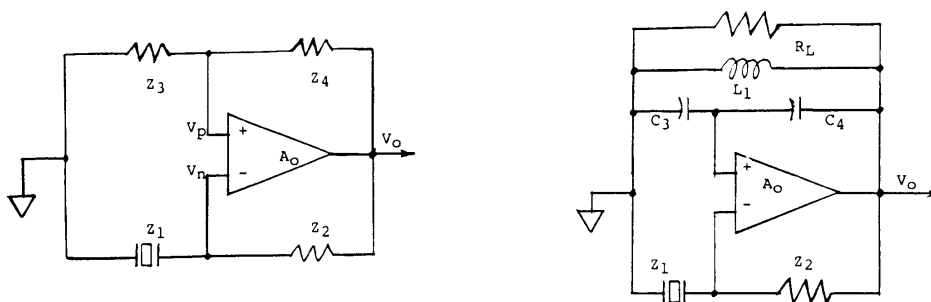 Z3
Z4
Vp
+
Vn
-
Ao
Vo
Z1
Z2
RL
L1
C3
C4
+
-
Ao
Vo
Z1
Z2